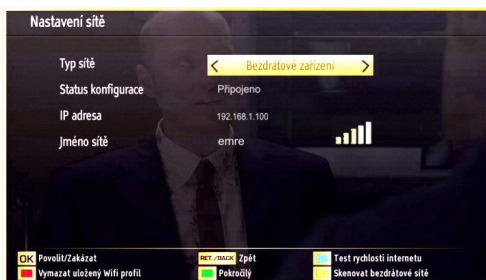 Nastavení sítě
Typ sítě < Bezdrátové zařízení >
Status konfigurace Připojeno
IP adresa 192.168.1.100
Jméno sítě emre
OK Povolit/Zakázat RET./BACK Zpět Test rychlosti internetu
Vymazat uložený Wifi profil Pokročilý Skenovat bezdrátové sítě